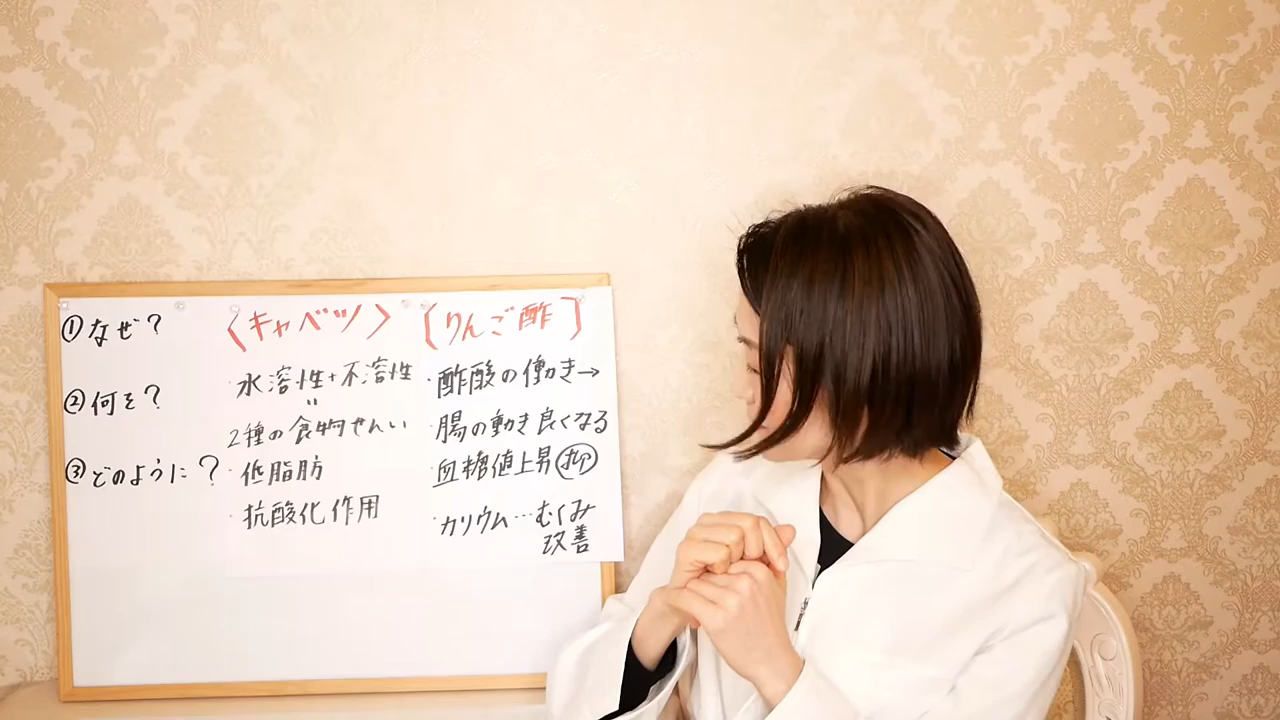 ①なぜ？
②何を？
③どのように？
〈キャベツ〉
・水溶性+不溶性
〃
2種の食物せんい
・低脂肪
・抗酸化作用
〔りんご酢〕
・酢酸の働き→
・腸の動き良くなる
・血糖値上昇㊥抑
・カリウム…むくみ
改善